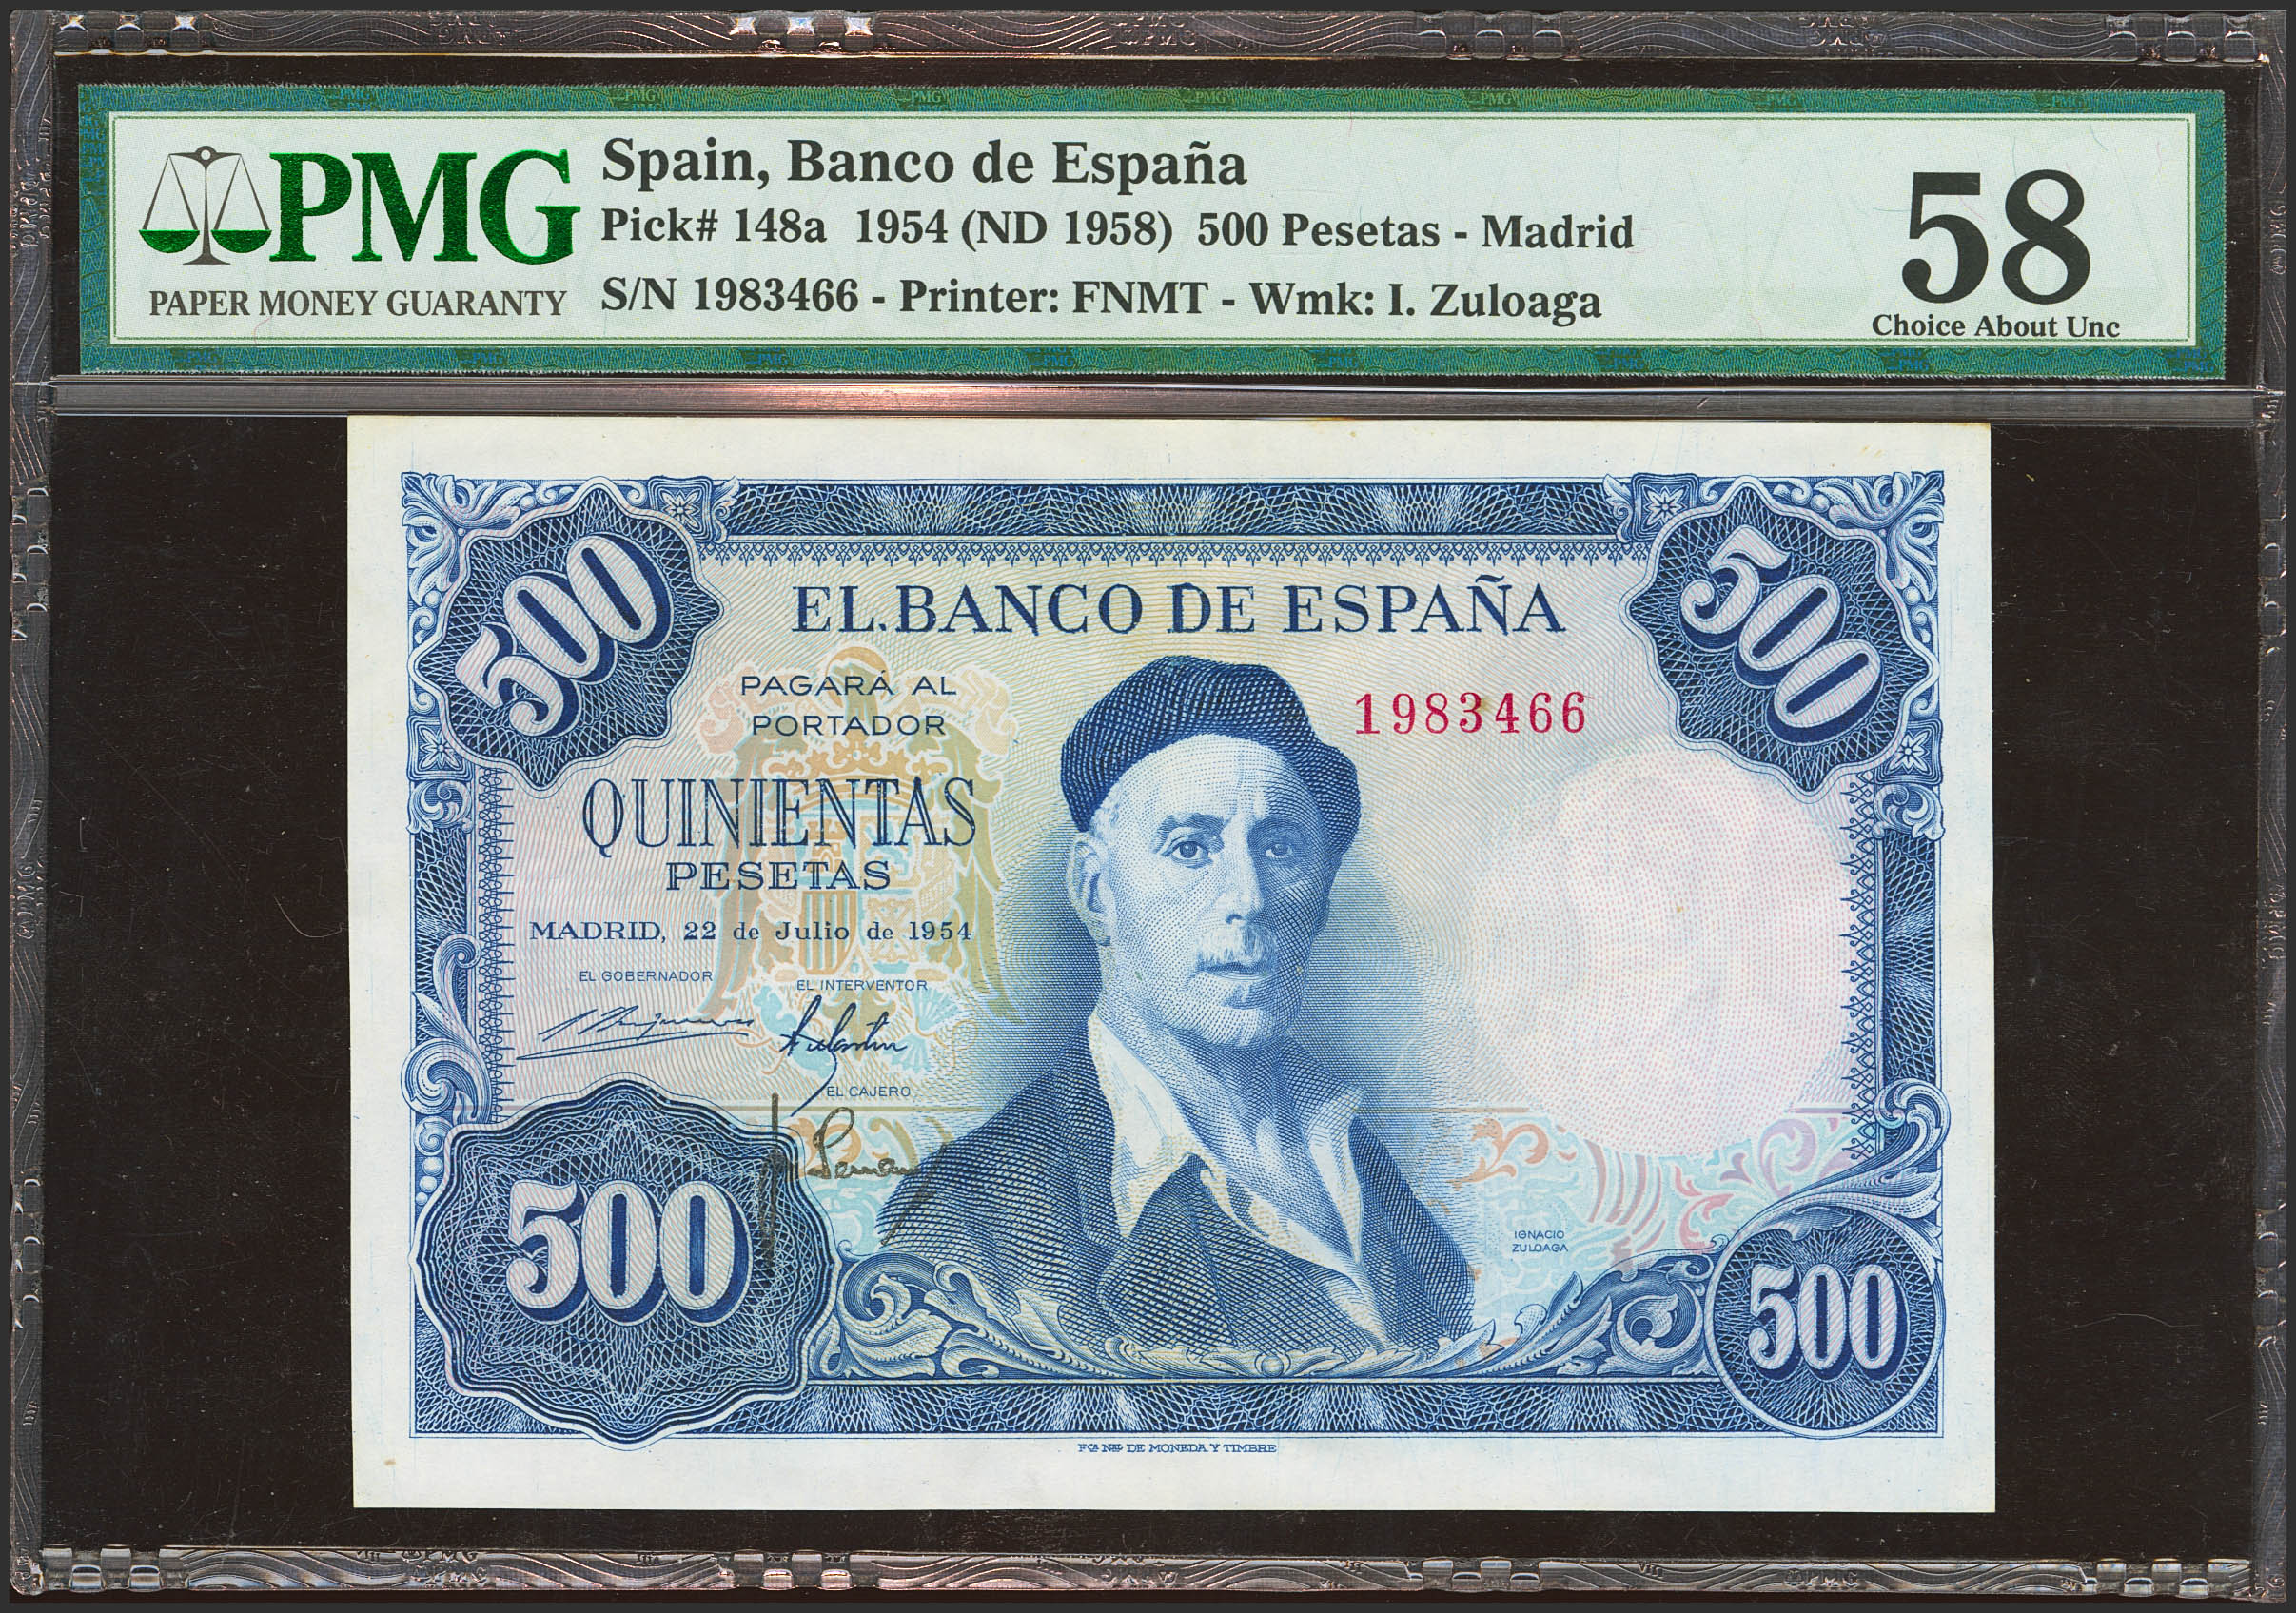 PMG
PAPER MONEY GUARANTY
Spain, Banco de España
Pick# 148a 1954 (ND 1958) 500 Pesetas - Madrid
S/N 1983466 - Printer: FNMT - Wmk: I. Zuloaga
58
Choice About Unc
500
500
EL BANCO DE ESPAÑA
PAGARÁ AL
PORTADOR
1983466
QUINIENTAS
PESETAS
MADRID, 22 de Julio de 1954
EL GOBERNADOR
EL INTERVENTOR
EL CAJERO
IGNACIO
ZULOAGA
500
500
FCA. NAL. DE MONEDA Y TIMBRE